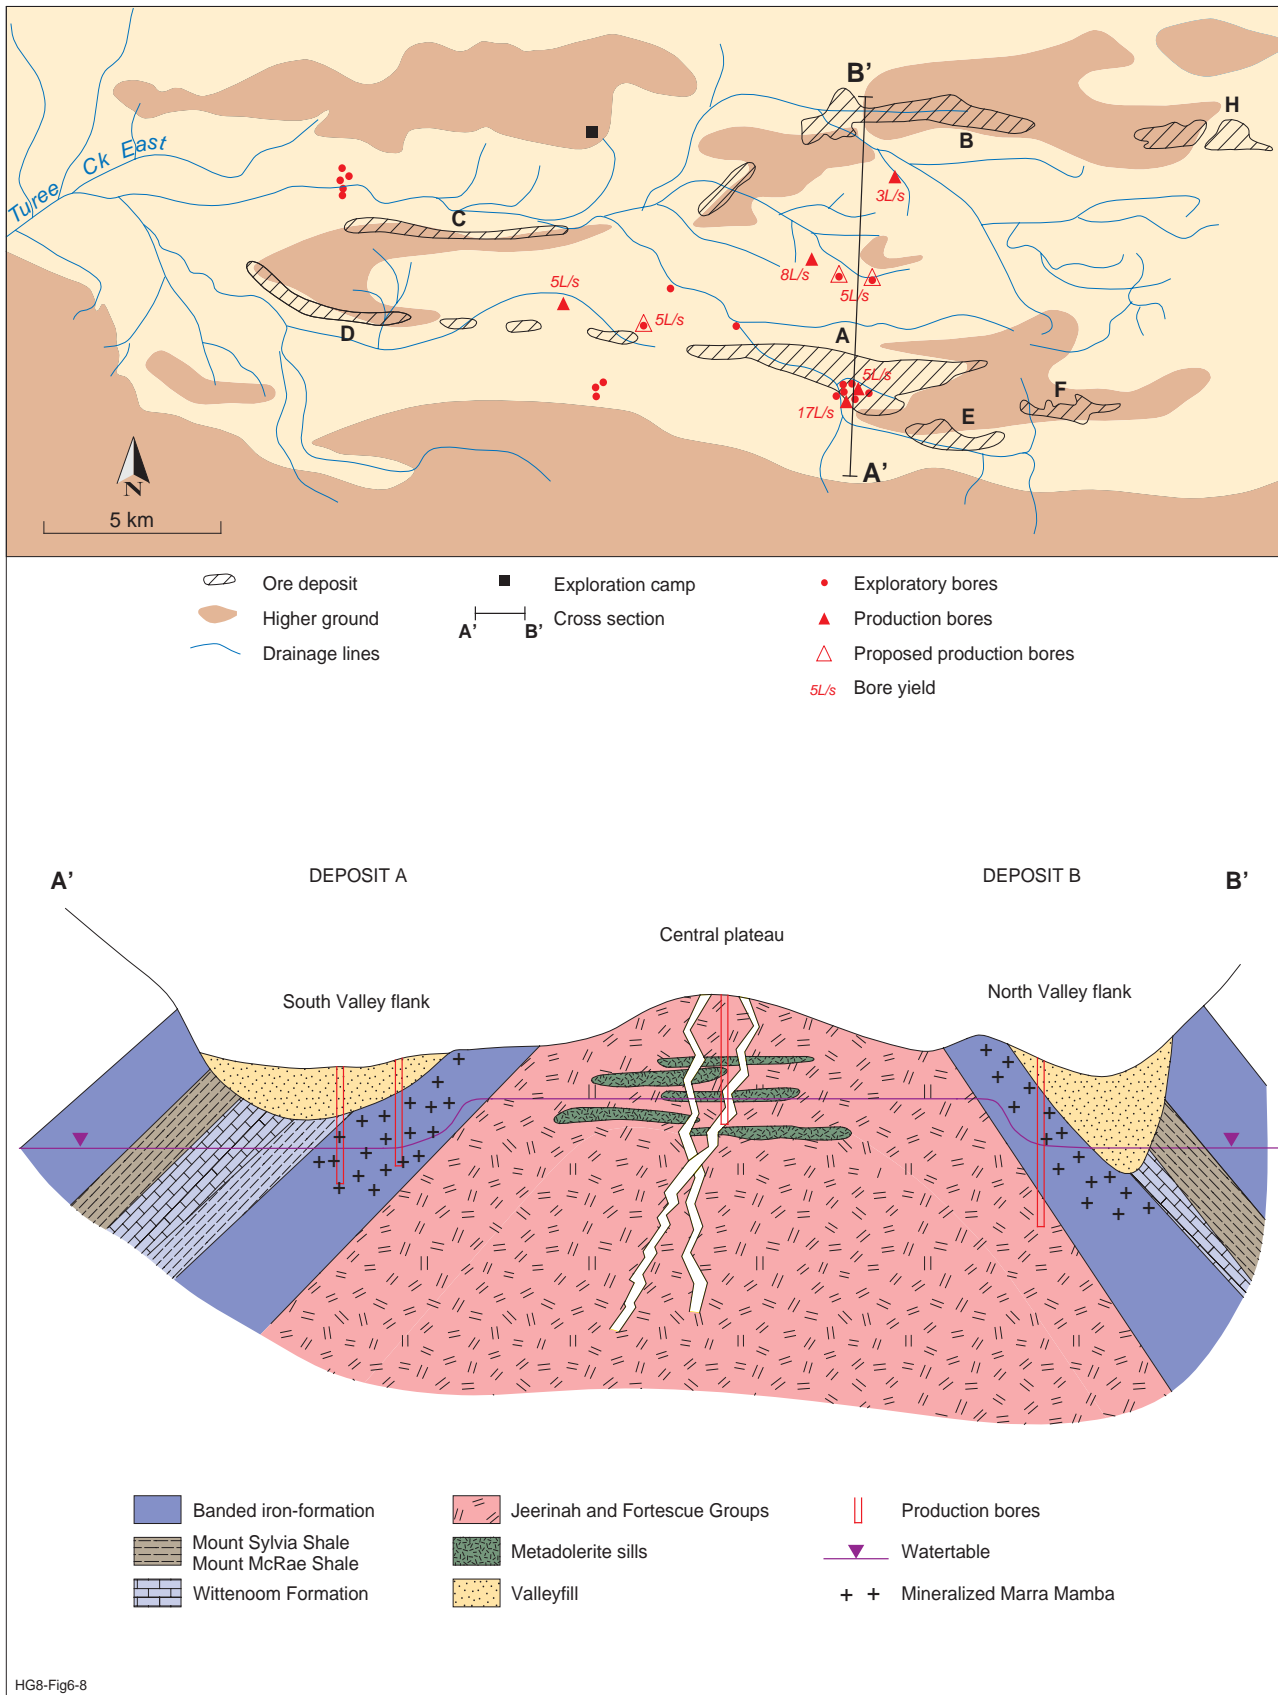 B'
H
B
Turee Ck East
3L/s
C
8L/s
5L/s
5L/s
5L/s
A
D
5L/s
F
17L/s
E
A'
N
5 km
Ore deposit
Exploration camp
Exploratory bores
Higher ground
A' B'
Cross section
Production bores
Drainage lines
Proposed production bores
5L/s
Bore yield
A'
DEPOSIT A
DEPOSIT B
B'
Central plateau
South Valley flank
North Valley flank
Banded iron-formation
Jeerinah and Fortescue Groups
Production bores
Mount Sylvia Shale
Mount McRae Shale
Metadolerite sills
Watertable
Wittenoom Formation
Valleyfill
Mineralized Marra Mamba
HG8-Fig6-8